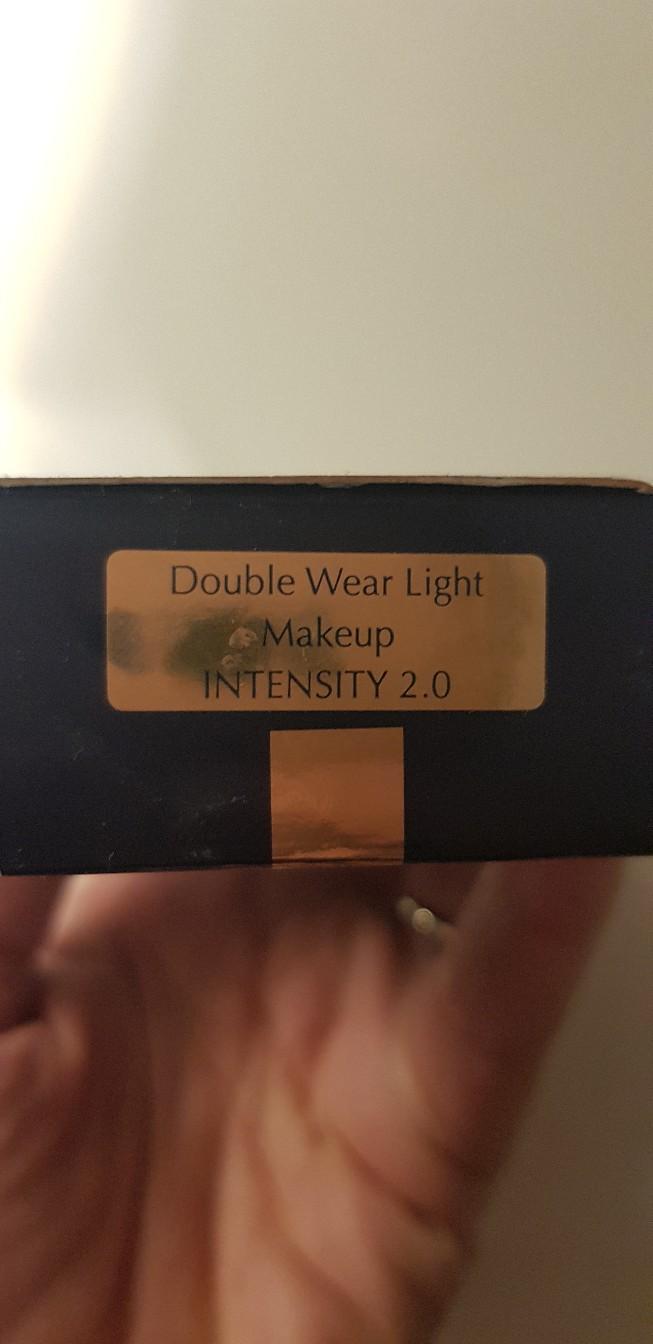 Double Wear Light
Makeup
INTENSITY 2.0